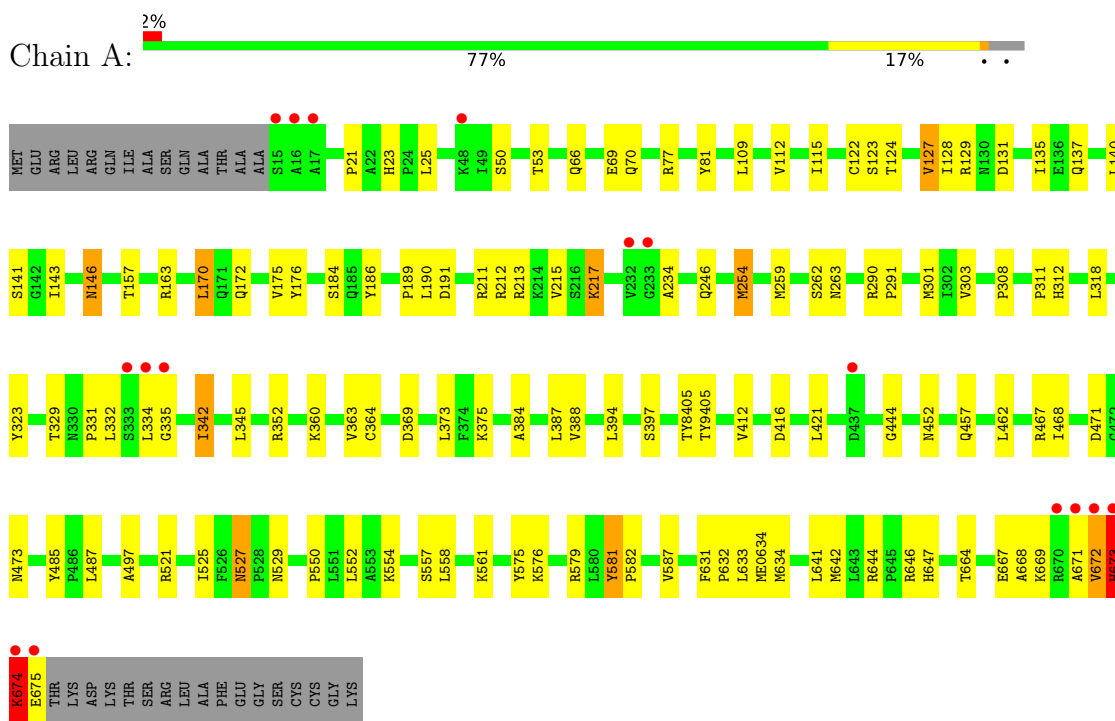 2%
Chain A:
77% 17% • •
MET GLU ARG LEU ARG GLN ILE ALA SER GLN ALA THR ALA ALA S15 A16 A17 P21 A22 H23 P24 L25 K48 I49 S50 T53 Q66 E69 Q70 R77 Y81 L109 V112 I115 C122 S123 T124 V127 I128 R129 N130 D131 I135 E136 Q137 L140
S141 G142 I143 N146 T157 R163 L170 Q171 Q172 V175 Y176 S184 Q185 Y186 P189 L190 D191 R211 R212 R213 K214 V215 S216 K217 V232 G233 A234 Q246 M254 M259 S262 N263 R290 P291 M301 I302 V303 P308 P311 H312 L318
Y323 T329 N330 P331 L332 S333 L334 G335 I342 L345 R352 K360 V363 C364 D369 L373 F374 K375 A384 L387 V388 L394 S397 TY8405 TY9405 V412 D416 L421 D437 G444 N452 Q457 L462 R467 I468 D471 G472
N473 Y485 P486 L487 A497 R521 I525 F526 N527 P528 N529 P550 L551 L552 A553 K554 S557 L558 K561 Y575 K576 R579 L580 Y581 P582 V587 F631 P632 L633 ME0634 M634 L641 M642 L643 R644 P645 R646 H647 T664 E667 A668 K669 R670 A671 V672
K674 E675 THR LYS ASP LYS THR SER ARG LEU ALA PHE GLU GLY SER CYS CYS GLY LYS